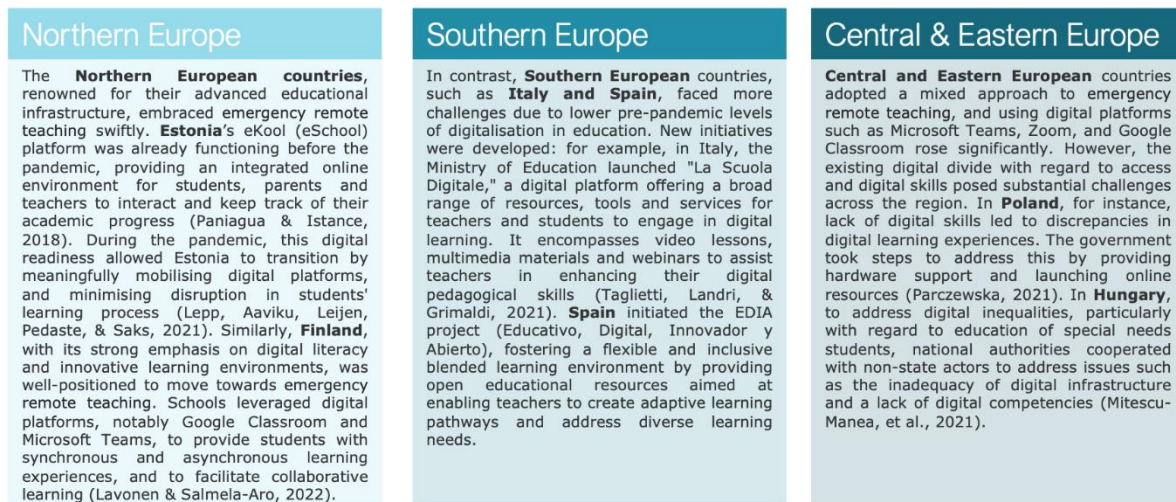 Northern Europe
The Northern European countries,
renowned for their advanced educational
infrastructure, embraced emergency remote
teaching swiftly. Estonia's eKool (eSchool)
platform was already functioning before the
pandemic, providing an integrated online
environment for students, parents and
teachers to interact and keep track of their
academic progress (Paniagua & Istance,
2018). During the pandemic, this digital
readiness allowed Estonia to transition by
meaningfully mobilising digital platforms,
and minimising disruption in students'
learning process (Lepp, Aaviku, Leijen,
Pedaste, & Saks, 2021). Similarly, Finland,
with its strong emphasis on digital literacy
and innovative learning environments, was
well-positioned to move towards emergency
remote teaching. Schools leveraged digital
platforms, notably Google Classroom and
Microsoft Teams, to provide students with
synchronous and asynchronous learning
experiences, and to facilitate collaborative
learning (Lavonen & Salmela-Aro, 2022).
Southern Europe
In contrast, Southern European countries,
such as Italy and Spain, faced more
challenges due to lower pre-pandemic levels
of digitalisation in education. New initiatives
were developed: for example, in Italy, the
Ministry of Education launched "La Scuola
Digitale," a digital platform offering a broad
range of resources, tools and services for
teachers and students to engage in digital
learning. It encompasses video lessons,
multimedia materials and webinars to assist
teachers in enhancing their digital
pedagogical skills (Taglietti, Landri, &
Grimaldi, 2021). Spain initiated the EDIA
project (Educativo, Digital, Innovador y
Abierto), fostering a flexible and inclusive
blended learning environment by providing
open educational resources aimed at
enabling teachers to create adaptive learning
pathways and address diverse learning
needs.
Central & Eastern Europe
Central and Eastern European countries
adopted a mixed approach to emergency
remote teaching, and using digital platforms
such as Microsoft Teams, Zoom, and Google
Classroom rose significantly. However, the
existing digital divide with regard to access
and digital skills posed substantial challenges
across the region. In Poland, for instance,
lack of digital skills led to discrepancies in
digital learning experiences. The government
took steps to address this by providing
hardware support and launching online
resources (Parczewska, 2021). In Hungary,
to address digital inequalities, particularly
with regard to education of special needs
students, national authorities cooperated
with non-state actors to address issues such
as the inadequacy of digital infrastructure
and a lack of digital competencies (Mitescu-
Manea, et al., 2021).